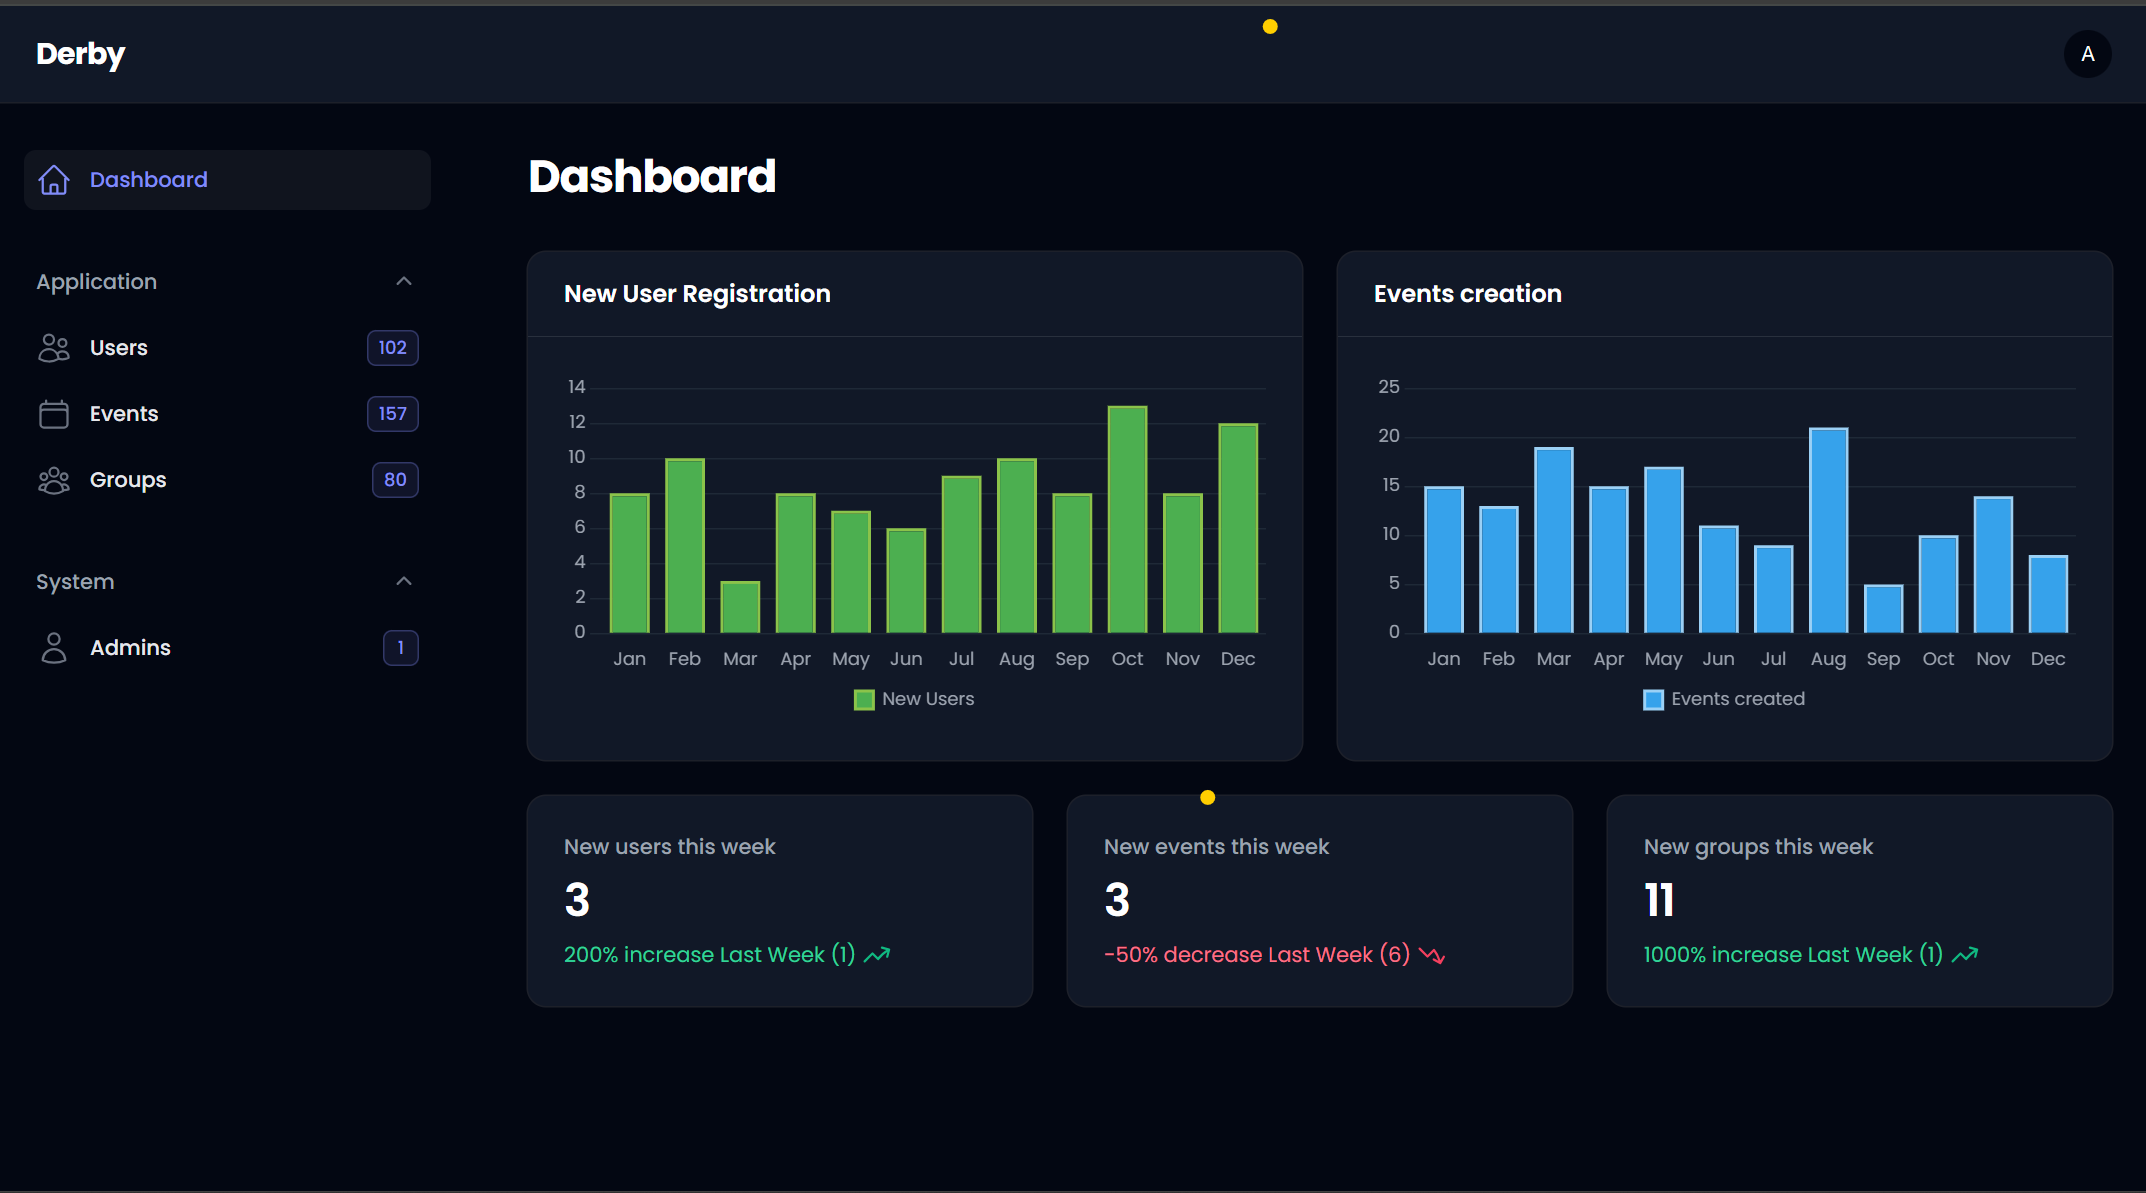 Derby
A
Dashboard
Application
Users 102
Events 157
Groups 80
System
Admins 1
Dashboard
New User Registration
14
12
10
8
6
4
2
0
Jan Feb Mar Apr May Jun Jul Aug Sep Oct Nov Dec
New Users
Events creation
25
20
15
10
5
0
Jan Feb Mar Apr May Jun Jul Aug Sep Oct Nov Dec
Events created
New users this week
3
200% increase Last Week (1)
New events this week
3
-50% decrease Last Week (6)
New groups this week
11
1000% increase Last Week (1)